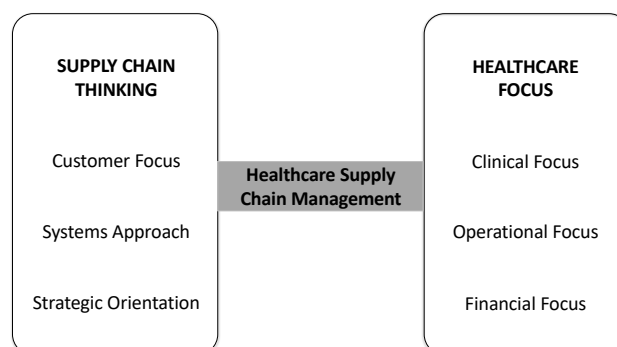 SUPPLY CHAIN
THINKING
Customer Focus
Systems Approach
Strategic Orientation
Healthcare Supply
Chain Management
HEALTHCARE
FOCUS
Clinical Focus
Operational Focus
Financial Focus